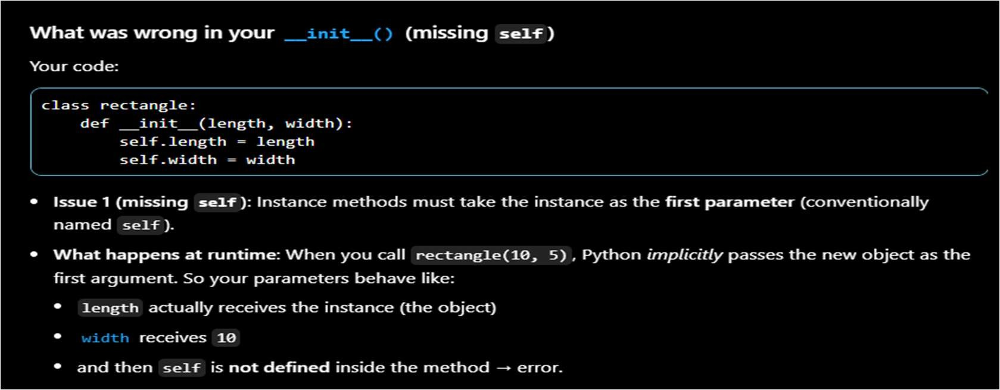 What was wrong in your __init__() (missing self)
Your code:
class rectangle:
    def __init__(length, width):
        self.length = length
        self.width = width
• Issue 1 (missing self): Instance methods must take the instance as the first parameter (conventionally
named self).
• What happens at runtime: When you call rectangle(10, 5), Python implicitly passes the new object as the
first argument. So your parameters behave like:
• length actually receives the instance (the object)
• width receives 10
• and then self is not defined inside the method → error.